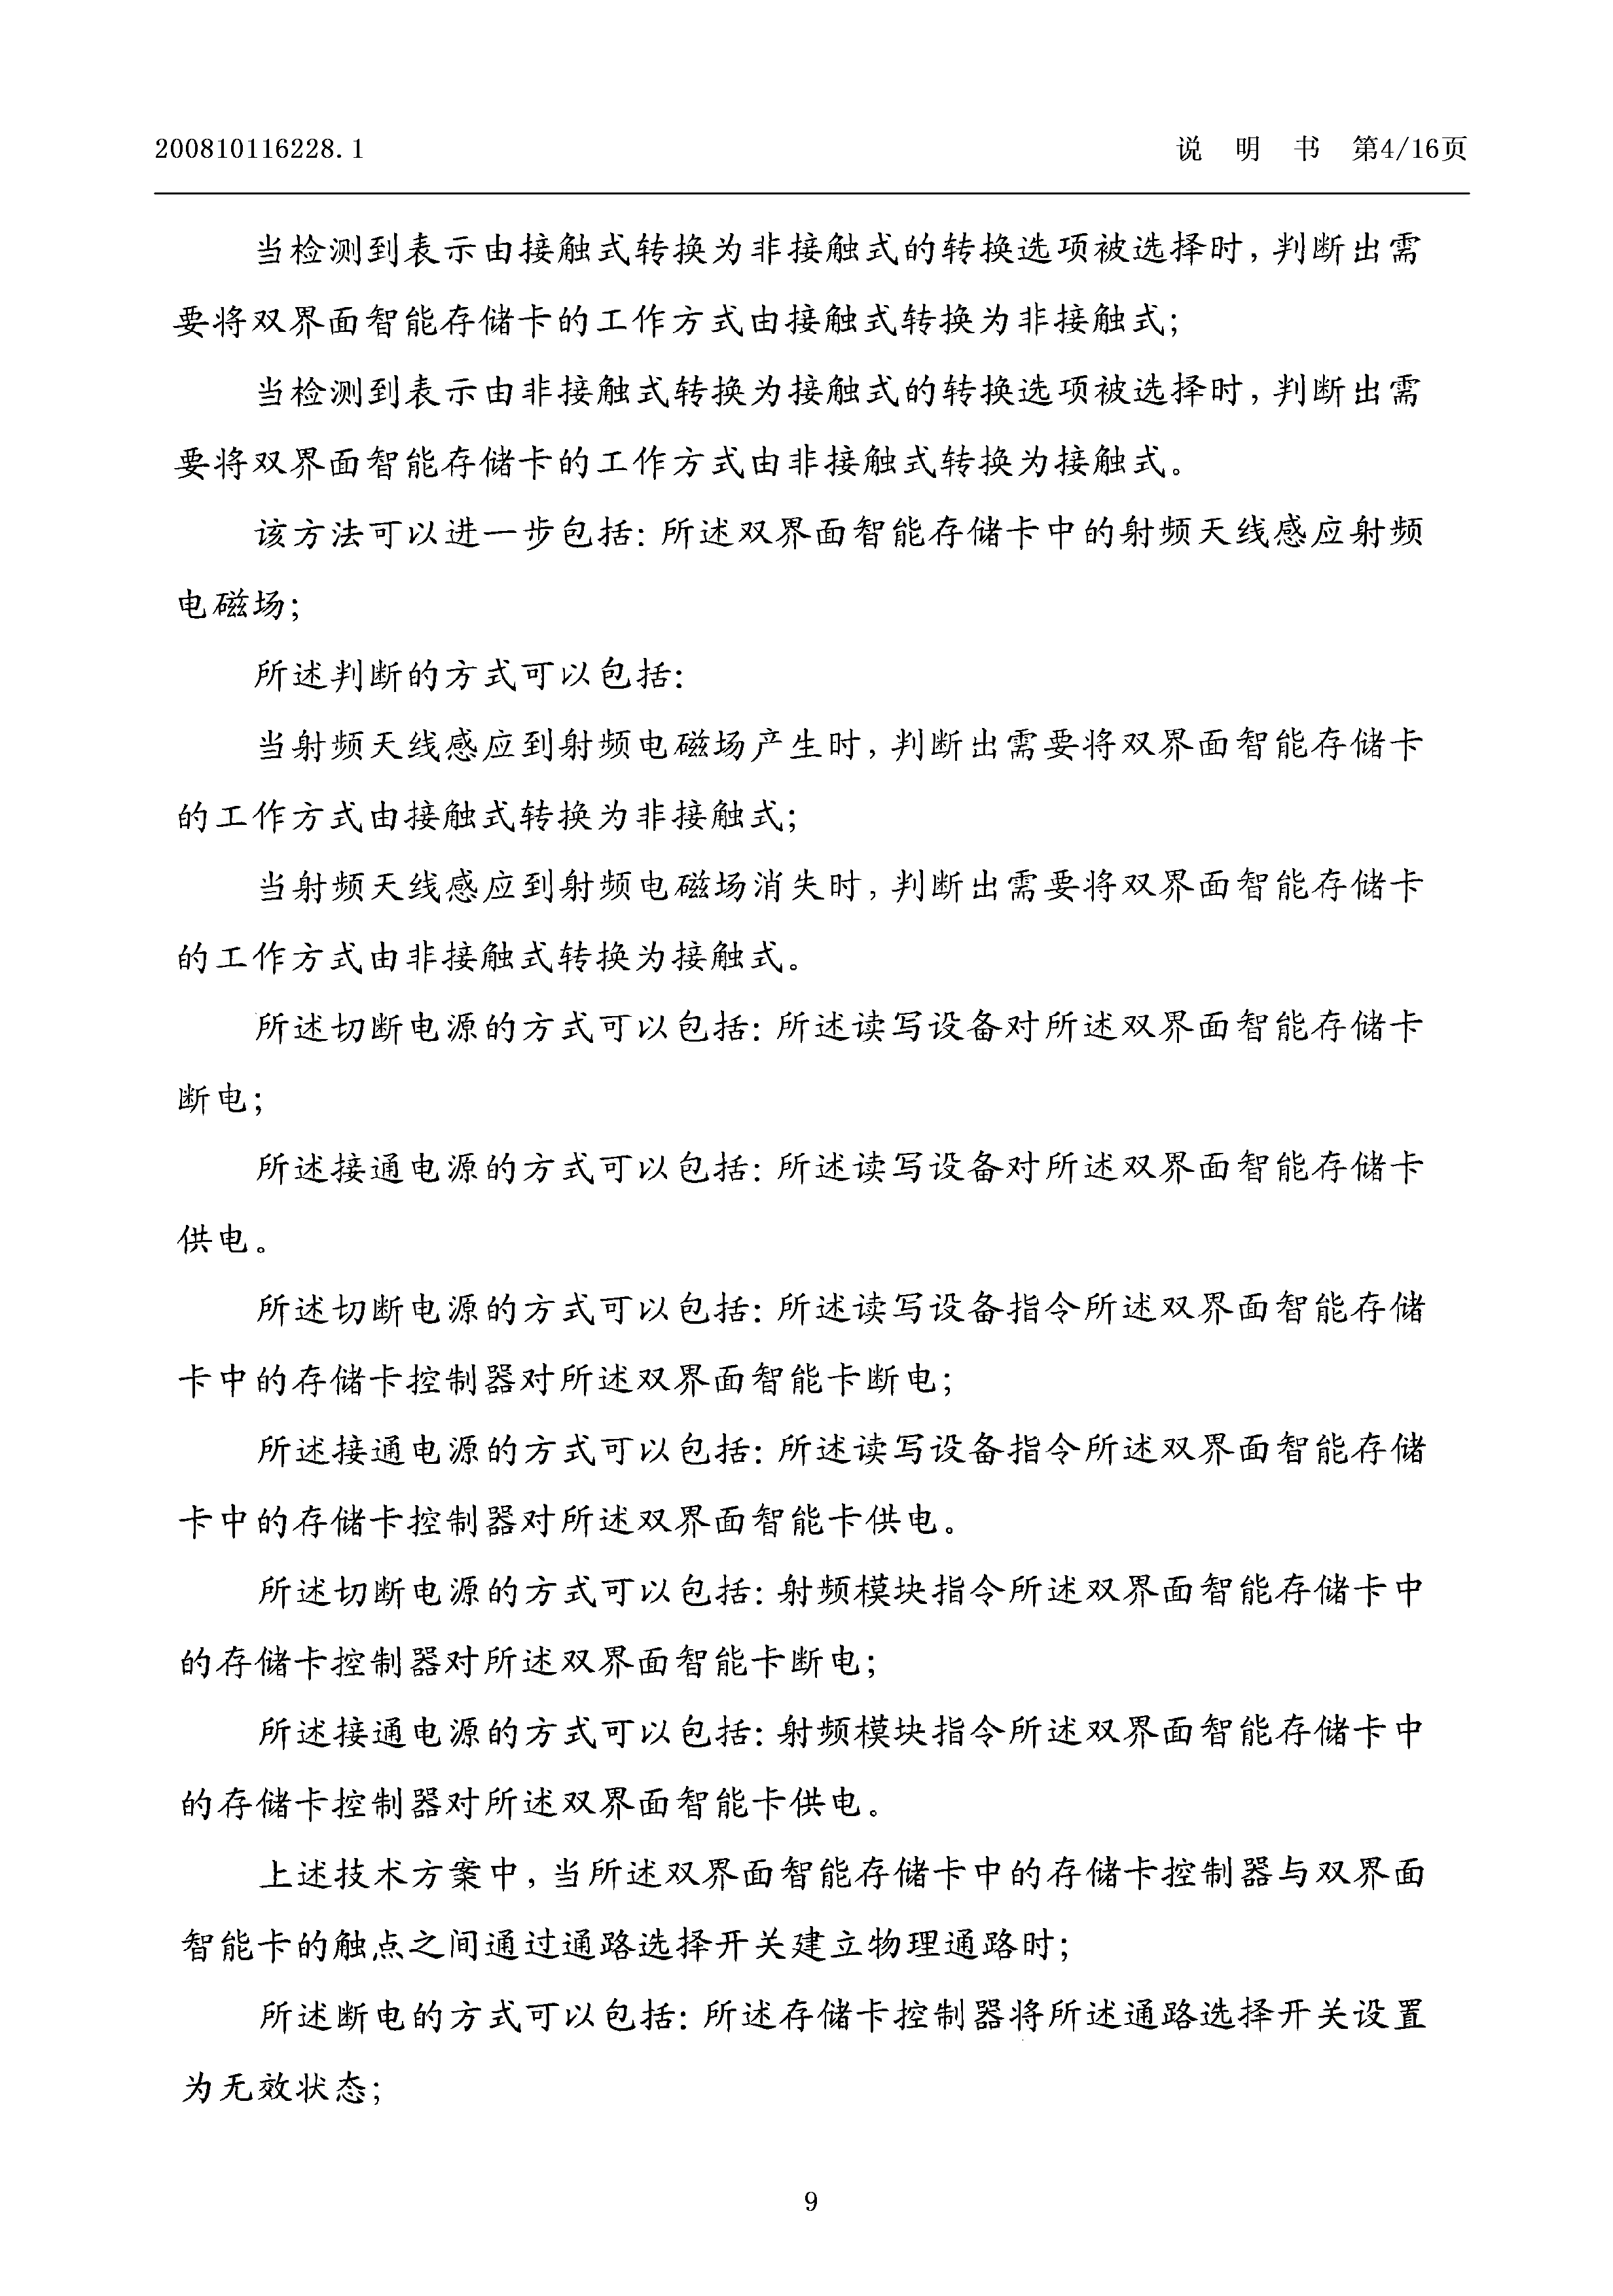 200810116228.1
说 明 书 第4/16页
当检测到表示由接触式转换为非接触式的转换选项被选择时，判断出需
要将双界面智能存储卡的工作方式由接触式转换为非接触式；
当检测到表示由非接触式转换为接触式的转换选项被选择时，判断出需
要将双界面智能存储卡的工作方式由非接触式转换为接触式。
该方法可以进一步包括：所述双界面智能存储卡中的射频天线感应射频
电磁场；
所述判断的方式可以包括：
当射频天线感应到射频电磁场产生时，判断出需要将双界面智能存储卡
的工作方式由接触式转换为非接触式；
当射频天线感应到射频电磁场消失时，判断出需要将双界面智能存储卡
的工作方式由非接触式转换为接触式。
所述切断电源的方式可以包括：所述读写设备对所述双界面智能存储卡
断电；
所述接通电源的方式可以包括：所述读写设备对所述双界面智能存储卡
供电。
所述切断电源的方式可以包括：所述读写设备指令所述双界面智能存储
卡中的存储卡控制器对所述双界面智能卡断电；
所述接通电源的方式可以包括：所述读写设备指令所述双界面智能存储
卡中的存储卡控制器对所述双界面智能卡供电。
所述切断电源的方式可以包括：射频模块指令所述双界面智能存储卡中
的存储卡控制器对所述双界面智能卡断电；
所述接通电源的方式可以包括：射频模块指令所述双界面智能存储卡中
的存储卡控制器对所述双界面智能卡供电。
上述技术方案中，当所述双界面智能存储卡中的存储卡控制器与双界面
智能卡的触点之间通过通路选择开关建立物理通路时；
所述断电的方式可以包括：所述存储卡控制器将所述通路选择开关设置
为无效状态；
9